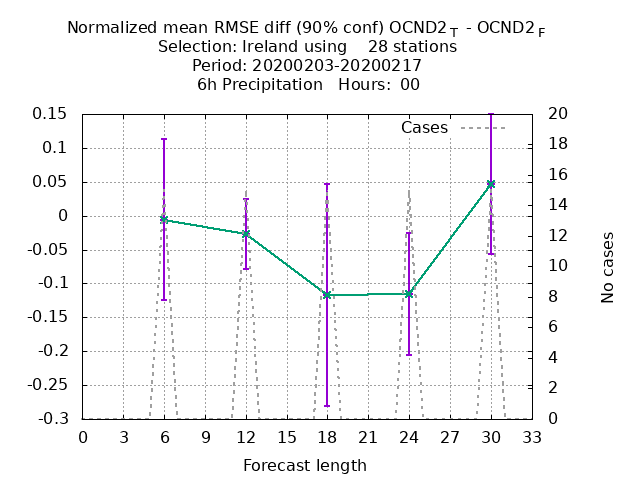 Normalized mean RMSE diff (90% conf) OCND2 T - OCND2 F
Selection: Ireland using 28 stations
Period: 20200203-20200217
6h Precipitation Hours: 00
Cases
0.15
0.1
0.05
0
-0.05
-0.1
-0.15
-0.2
-0.25
-0.3
20
18
16
14
12
10
8
6
4
2
0
No cases
0 3 6 9 12 15 18 21 24 27 30 33
Forecast length